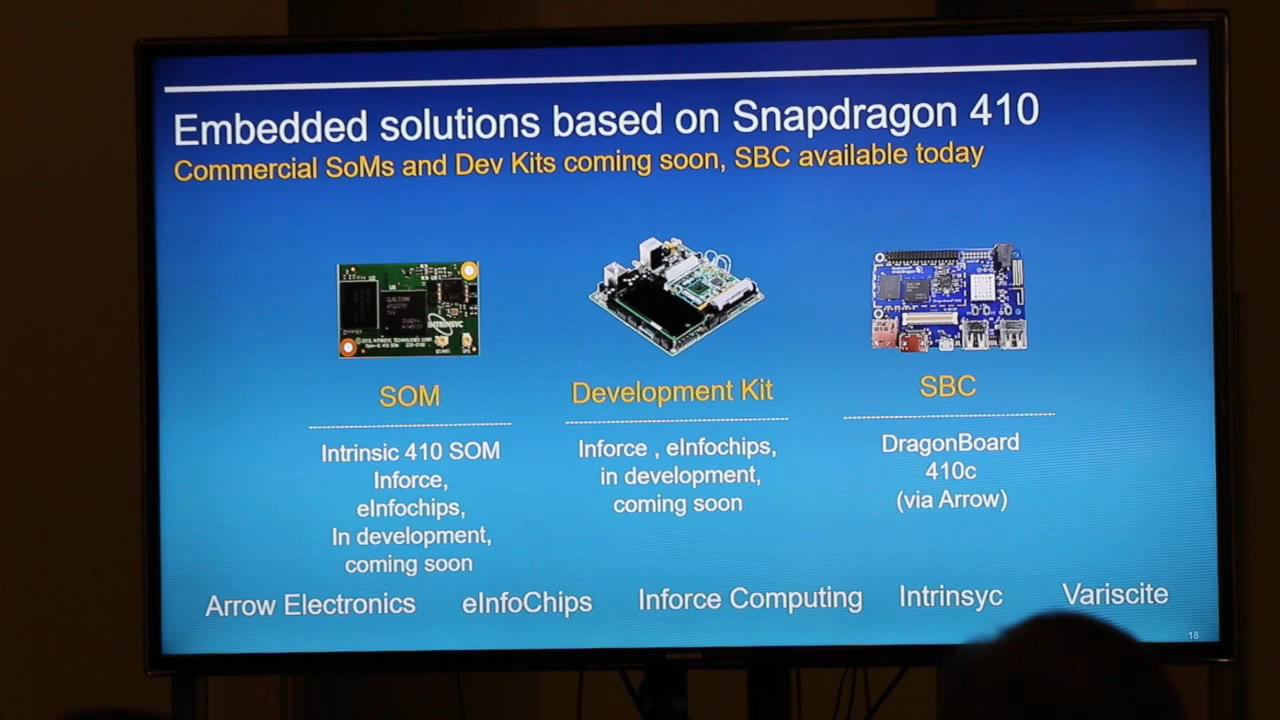 Embedded solutions based on Snapdragon 410
Commercial SoMs and Dev Kits coming soon, SBC available today
INTRINSYC
SOM
Development Kit
SBC
Intrinsic 410 SOM
Inforce,
eInfochips,
In development,
coming soon
Inforce , eInfochips,
in development,
coming soon
DragonBoard
410c
(via Arrow)
Arrow Electronics
eInfoChips
Inforce Computing
Intrinsyc
Variscite
18
SAMSUNG